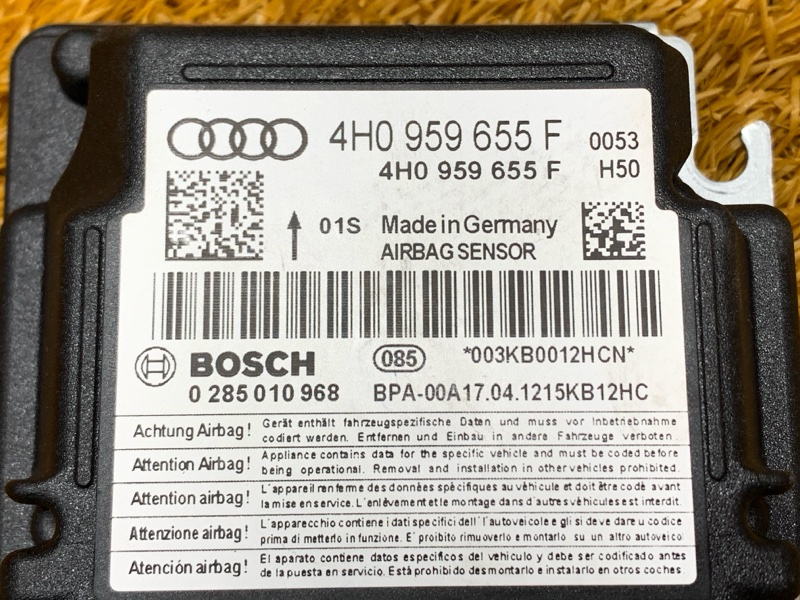 4H0 959 655 F 0053
4H0 959 655 F H50
01S Made in Germany
AIRBAG SENSOR
BOSCH 085 *003KB0012HCN*
0 285 010 968 BPA-00A17.04.1215KB12HC
Achtung Airbag! Gerät enthält fahrzeugspezifische Daten und muss vor Inbetriebnahme
codiert werden. Entfernen und Einbau in andere Fahrzeuge verboten.
Attention Airbag! Appliance contains data for the specific vehicle and must be coded before
being operational. Removal and installation in other vehicles prohibited.
Attention airbag! L'appareil renferme des données spécifiques au véhicule et doit être codé avant
la mise en service. L'enlèvement et le montage dans d'autres véhicules est interdit.
Attenzione airbag! L'apparecchio contiene i dati specifici dell' l'autoveicolo e gli si deve dare u codice
prima di metterlo in funzione. E' proibito rimuoverlo e montarlo su un altro autoveico
Atención airbag! El aparato contiene datos específicos del vehículo y debe ser codificado antes
de la puesta en servicio. Está prohibido desmontarlo e instalarlo en otros coches